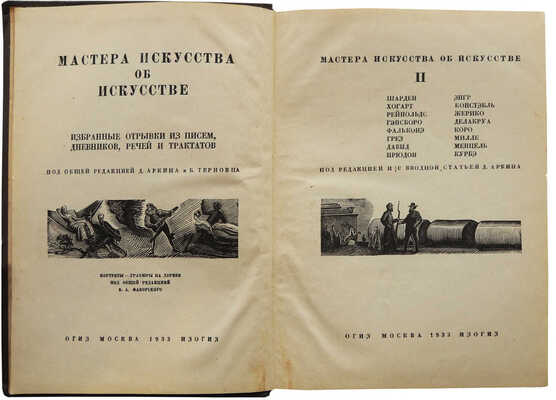 МАСТЕРА ИСКУССТВА
ОБ
ИСКУССТВЕ
ИЗБРАННЫЕ ОТРЫВКИ ИЗ ПИСЕМ,
ДНЕВНИКОВ, РЕЧЕЙ И ТРАКТАТОВ
ПОД ОБЩЕЙ РЕДАКЦИЕЙ Д. АРКИНА и Б. ТЕРНОВЦА
ПОРТРЕТЫ — ГРАВЮРЫ НА ДЕРЕВЕ
ПОД ОБЩЕЙ РЕДАКЦИЕЙ
В. А. ФАВОРСКОГО
ОГИЗ МОСКВА 1933 ИЗОГИЗ
МАСТЕРА ИСКУССТВА ОБ ИСКУССТВЕ
II
ШАРДЕН
ХОГАРТ
РЕЙНОЛЬДС
ГЭНСБОРО
ФАЛЬКОНЭ
ГРЕЗ
ДАВИД
ПРЮДОН
ЭНГР
КОНСТЭБЛЬ
ЖЕРИКО
ДЕЛАКРУА
КОРО
МИЛЛЕ
МЕНЦЕЛЬ
КУРБЭ
ПОД РЕДАКЦИЕЙ И С ВВОДНОЙ СТАТЬЕЙ Д. АРКИНА
ОГИЗ МОСКВА 1933 ИЗОГИЗ